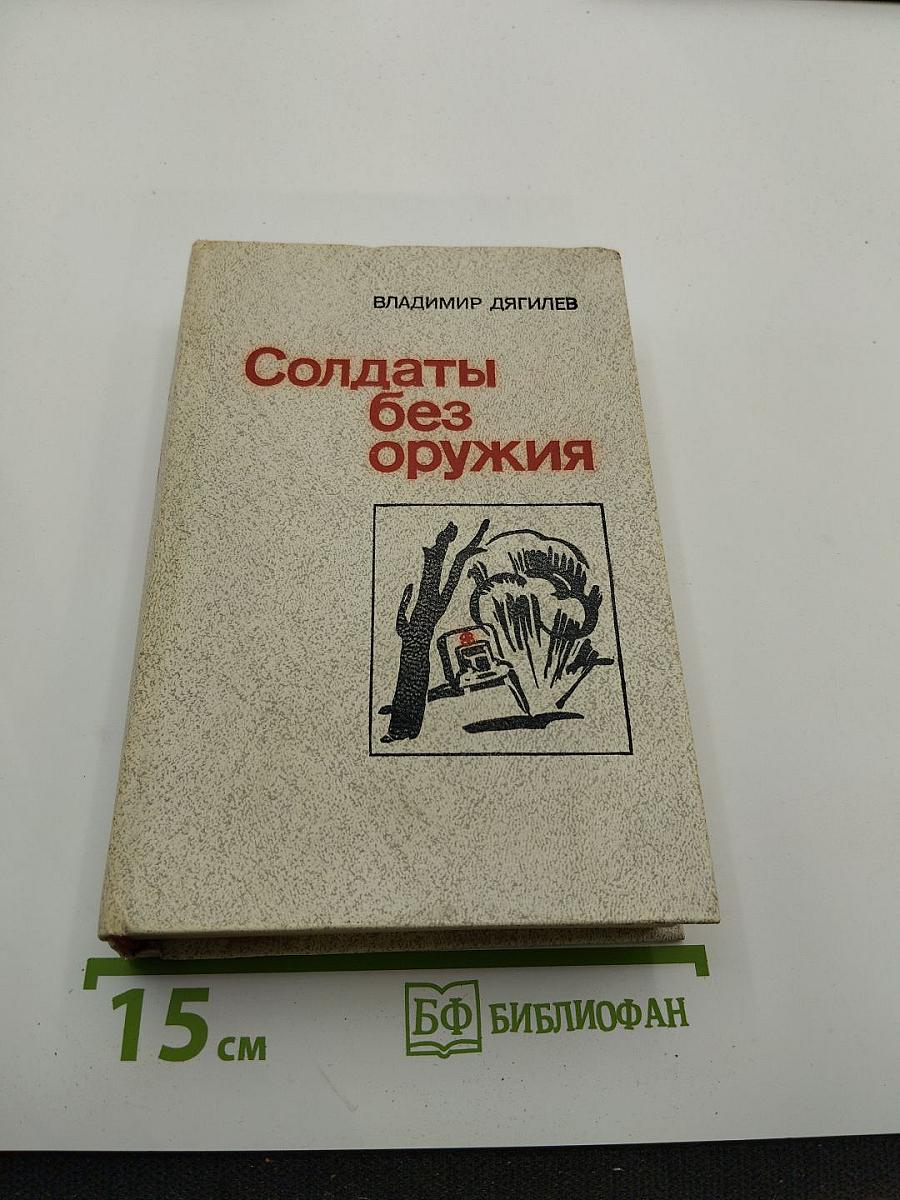 ВЛАДИМИР ДЯГИЛЕВ
Солдаты
без
оружия
15 см
БФ БИБЛИОФАН